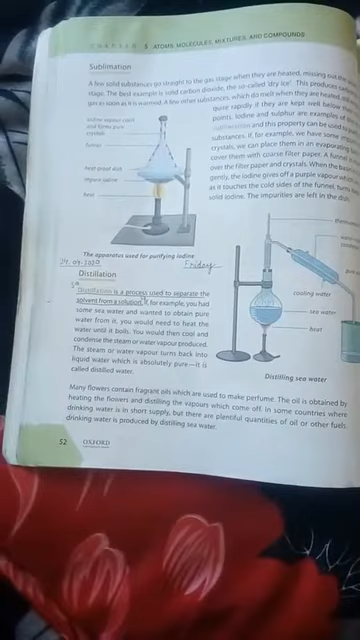 CHAPTER 5 ATOMS, MOLECULES, MIXTURES, AND COMPOUNDS
Sublimation
A few solid substances go straight to the gas stage when they are heated, missing out the
stage. The best example is solid carbon dioxide, the so-called 'dry ice'. This produces
gas as soon as it is warmed. A few other substances, which do melt when they are heated,
quite rapidly if they are kept well below
points. Iodine and sulphur are examples of
and this property can be used
substances. If, for example, we have some
crystals, we can place them in an evaporating
cover them with coarse filter paper. A funnel
over the filter paper and crystals. When the
gently, the iodine gives off a purple vapour
as it touches the cold sides of the funnel, turns
solid iodine. The impurities are left in the dish.
iodine vapour cools
and forms pure
crystals
funnel
heat-proof dish
impure iodine
heat
The apparatus used for purifying iodine
24.04.2020
Friday
Distillation
Distillation is a process used to separate the
solvent from a solution. If, for example, you had
some sea water and wanted to obtain pure
water from it, you would need to heat the
water until it boils. You would then cool and
condense the steam or water vapour produced.
The steam or water vapour turns back into
liquid water which is absolutely pure—it is
called distilled water.
cooling water
sea water
heat
Distilling sea water
Many flowers contain fragrant oils which are used to make perfume. The oil is obtained by
heating the flowers and distilling the vapours which come off. In some countries where
drinking water is in short supply, but there are plentiful quantities of oil or other fuels,
drinking water is produced by distilling sea water.
52 OXFORD